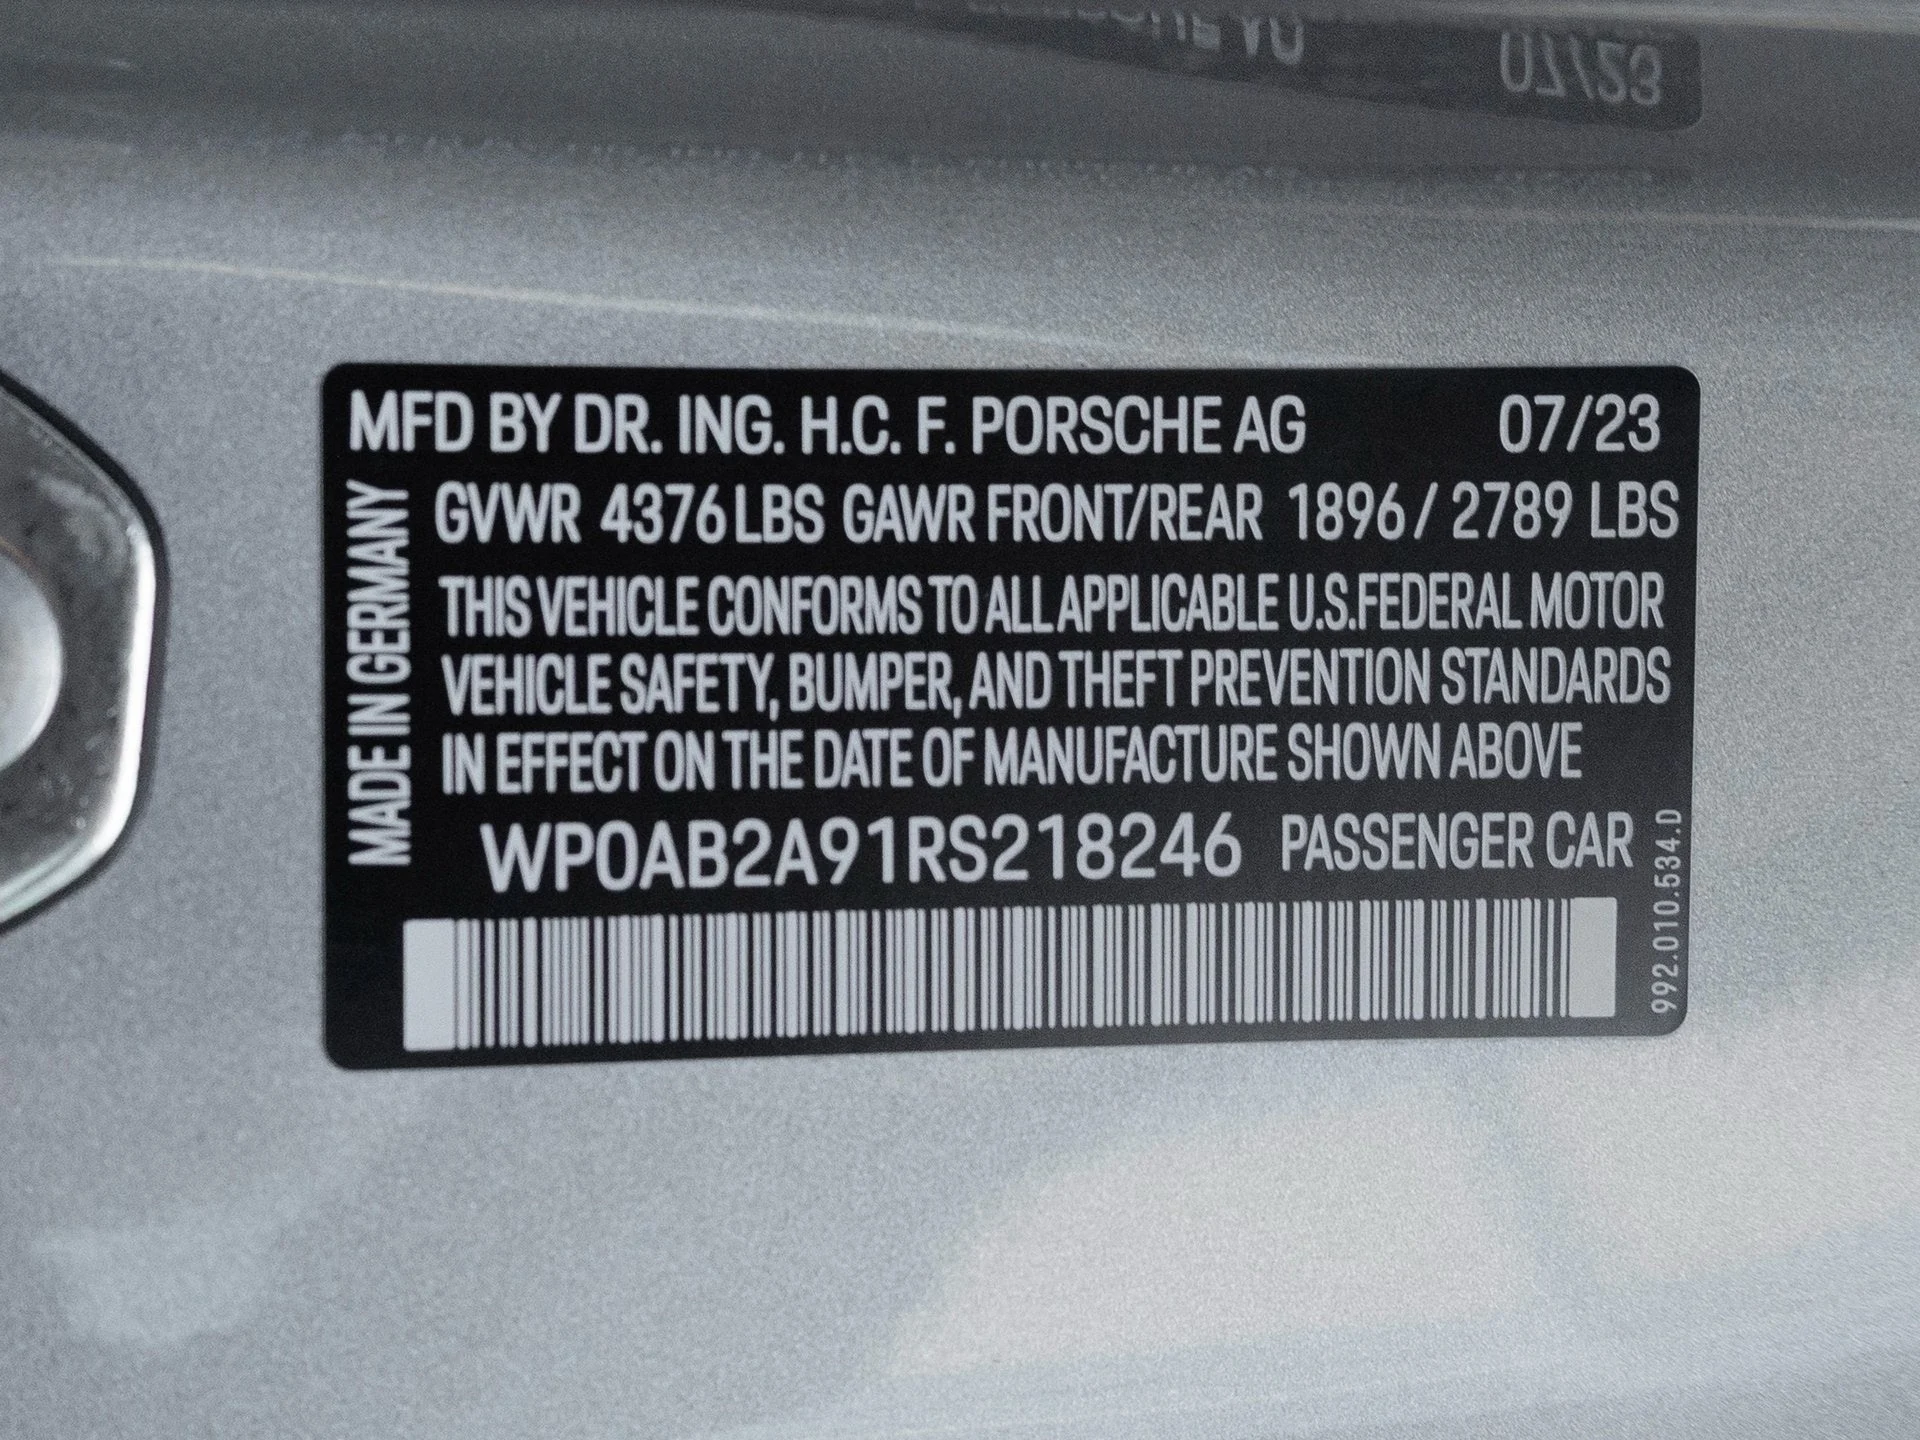 MFD BY DR. ING. H.C. F. PORSCHE AG 07/23
GVWR 4376 LBS GAWR FRONT/REAR 1896 / 2789 LBS
MADE IN GERMANY
THIS VEHICLE CONFORMS TO ALL APPLICABLE U.S.FEDERAL MOTOR
VEHICLE SAFETY, BUMPER, AND THEFT PREVENTION STANDARDS
IN EFFECT ON THE DATE OF MANUFACTURE SHOWN ABOVE
WP0AB2A91RS218246 PASSENGER CAR
992.010.534.D